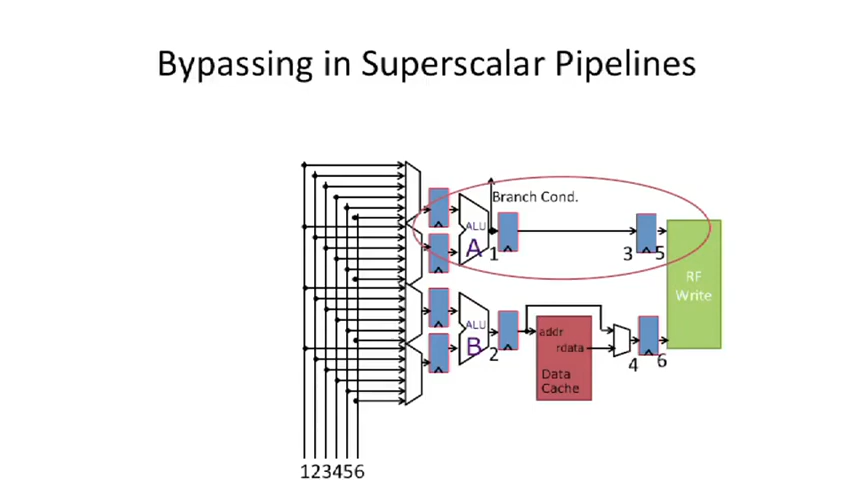 Bypassing in Superscalar Pipelines
Branch Cond.
ALU
A
1
3
5
RF
Write
ALU
B
2
addr
rdata
Data
Cache
4
6
123456